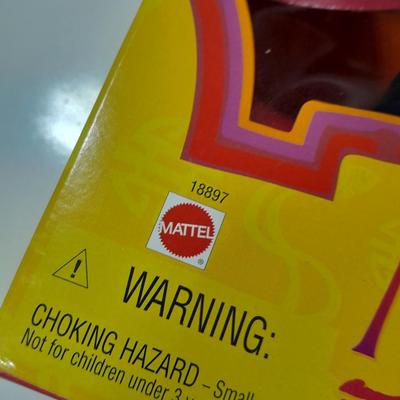 18897
MATTEL
®
WARNING:
CHOKING HAZARD – Small
Not for children under 3